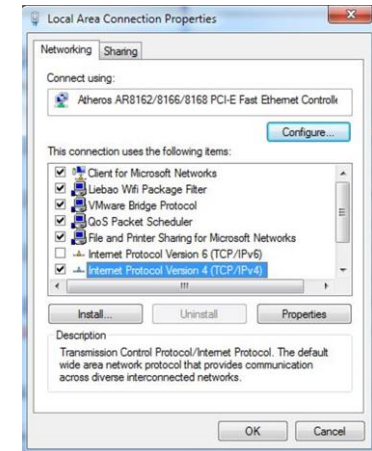 Local Area Connection Properties
Networking Sharing
Connect using:
Atheros AR8162/8166/8168 PCI-E Fast Ethernet Controlle
Configure...
This connection uses the following items:
Client for Microsoft Networks
Liebao Wifi Package Filter
VMware Bridge Protocol
QoS Packet Scheduler
File and Printer Sharing for Microsoft Networks
Internet Protocol Version 6 (TCP/IPv6)
Internet Protocol Version 4 (TCP/IPv4)
Install... Uninstall Properties
Description
Transmission Control Protocol/Internet Protocol. The default
wide area network protocol that provides communication
across diverse interconnected networks.
OK Cancel